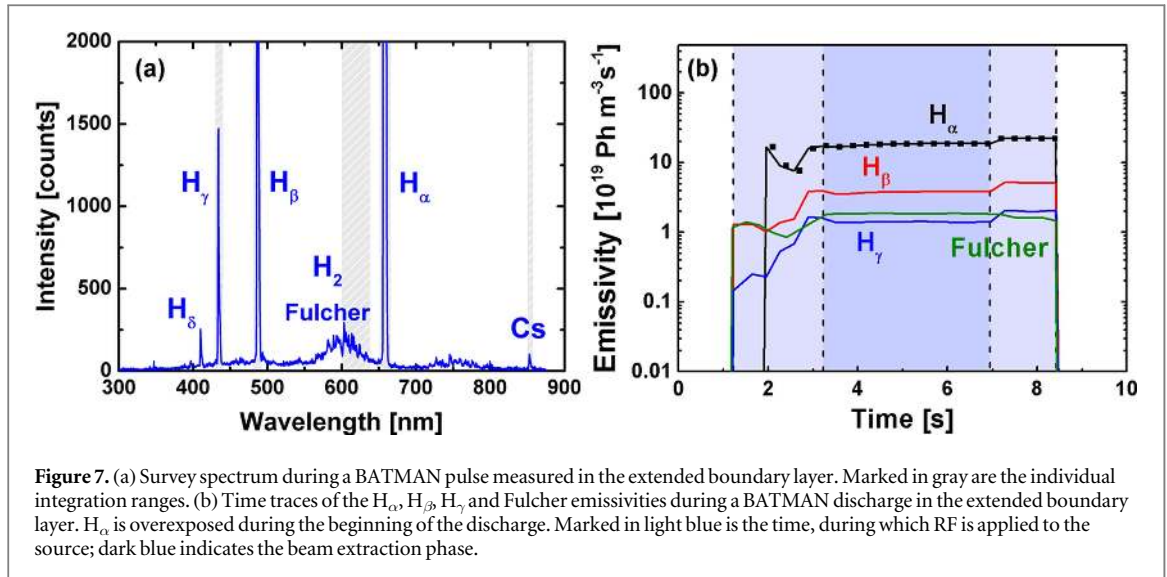 (a)
2000
1500
1000
500
0
Intensity [counts]
Hγ
Hβ
Hα
H2
Fulcher
Hδ
Cs
300 400 500 600 700 800 900
Wavelength [nm]
(b)
100
10
1
0.1
0.01
Emissivity [10^19 Ph m^-3 s^-1]
Hα
Hβ
Hγ
Fulcher
0 2 4 6 8 10
Time [s]
Figure 7. (a) Survey spectrum during a BATMAN pulse measured in the extended boundary layer. Marked in gray are the individual
integration ranges. (b) Time traces of the Hα, Hβ, Hγ and Fulcher emissivities during a BATMAN discharge in the extended boundary
layer. Hα is overexposed during the beginning of the discharge. Marked in light blue is the time, during which RF is applied to the
source; dark blue indicates the beam extraction phase.